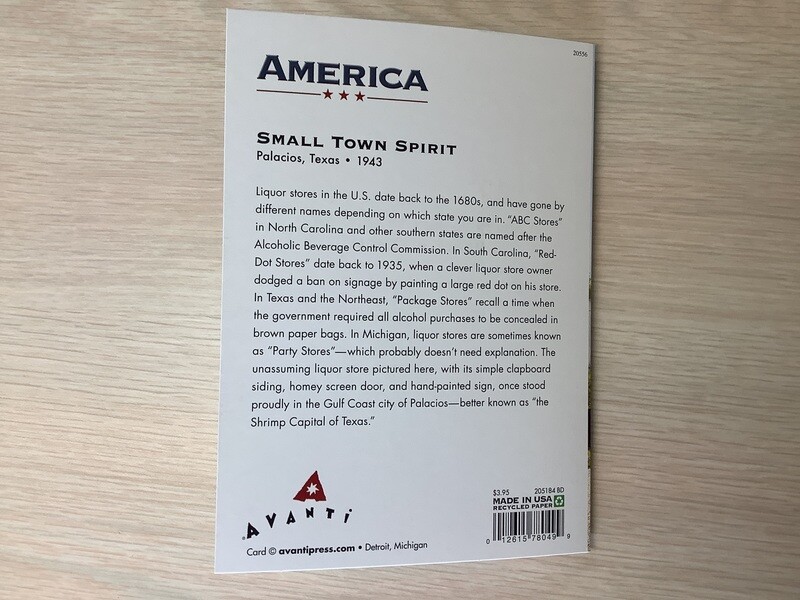 20556
AMERICA
SMALL TOWN SPIRIT
Palacios, Texas • 1943
Liquor stores in the U.S. date back to the 1680s, and have gone by
different names depending on which state you are in. “ABC Stores”
in North Carolina and other southern states are named after the
Alcoholic Beverage Control Commission. In South Carolina, “Red-
Dot Stores” date back to 1935, when a clever liquor store owner
dodged a ban on signage by painting a large red dot on his store.
In Texas and the Northeast, “Package Stores” recall a time when
the government required all alcohol purchases to be concealed in
brown paper bags. In Michigan, liquor stores are sometimes known
as “Party Stores”—which probably doesn’t need explanation. The
unassuming liquor store pictured here, with its simple clapboard
siding, homey screen door, and hand-painted sign, once stood
proudly in the Gulf Coast city of Palacios—better known as “the
Shrimp Capital of Texas.”
AVANTi
Card © avantipress.com • Detroit, Michigan
$3.95 205184 BD
MADE IN USA
RECYCLED PAPER
0 12615 78049 9